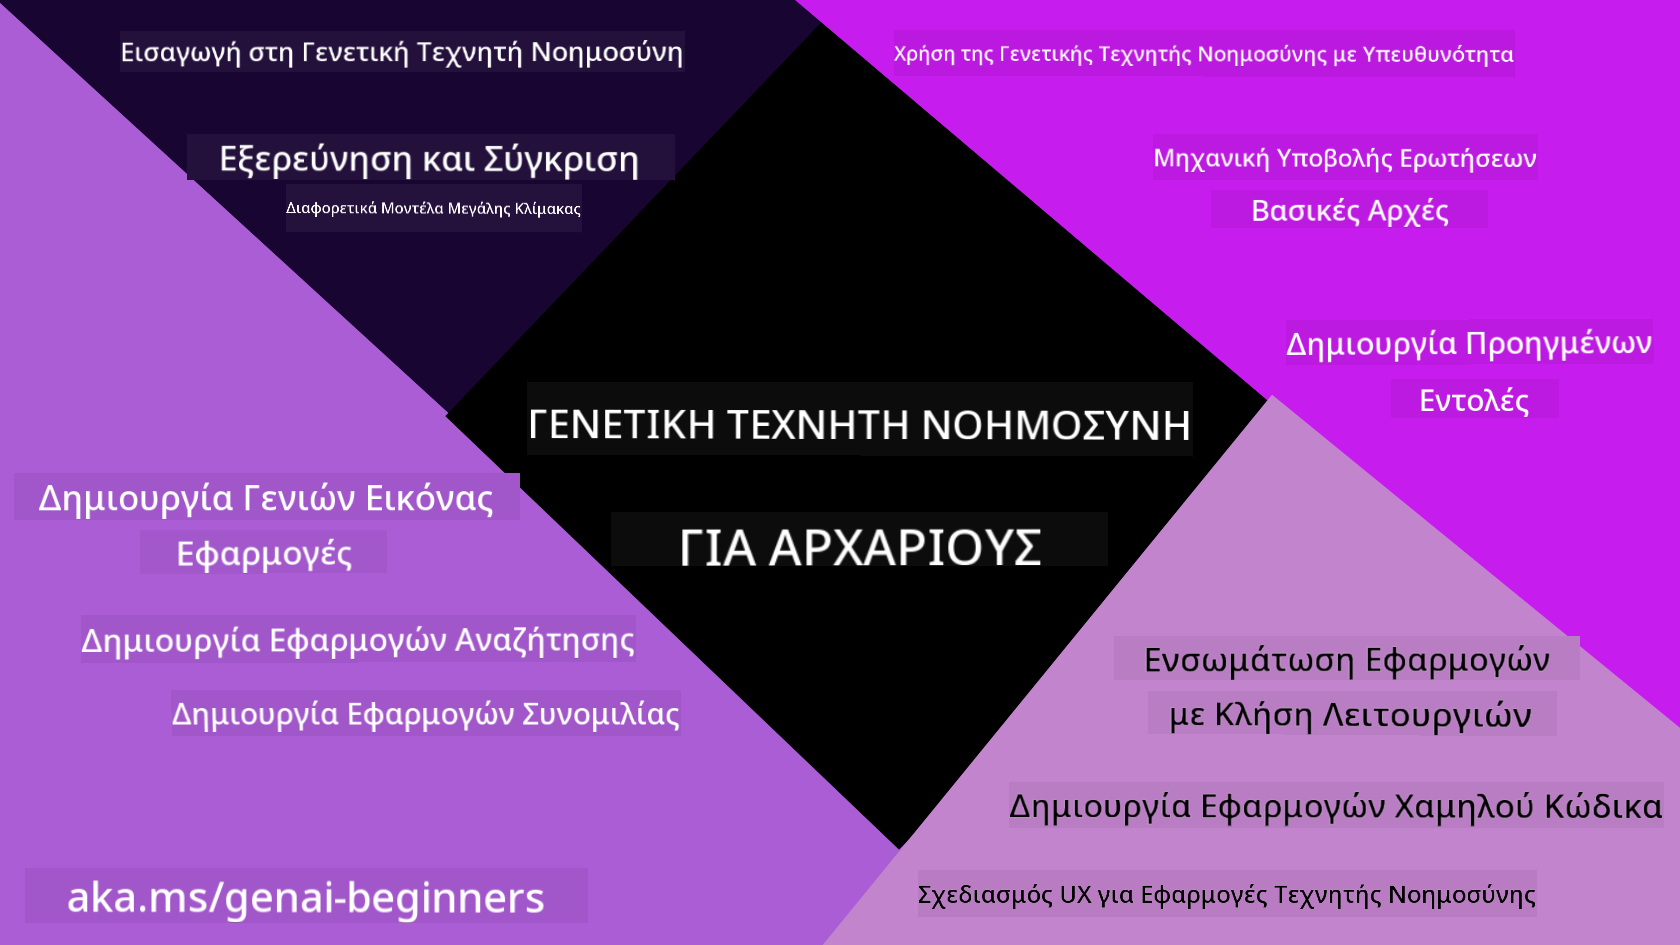 Εισαγωγή στη Γενετική Τεχνητή Νοημοσύνη
Εξερεύνηση και Σύγκριση
Διαφορετικά Μοντέλα Μεγάλης Κλίμακας
Χρήση της Γενετικής Τεχνητής Νοημοσύνης με Υπευθυνότητα
Μηχανική Υποβολής Ερωτήσεων
Βασικές Αρχές
Δημιουργία Προηγμένων
Εντολές
ΓΕΝΕΤΙΚΗ ΤΕΧΝΗΤΗ ΝΟΗΜΟΣΥΝΗ
ΓΙΑ ΑΡΧΑΡΙΟΥΣ
Δημιουργία Γενιών Εικόνας
Εφαρμογές
Δημιουργία Εφαρμογών Αναζήτησης
Δημιουργία Εφαρμογών Συνομιλίας
aka.ms/genai-beginners
Ενσωμάτωση Εφαρμογών
με Κλήση Λειτουργιών
Δημιουργία Εφαρμογών Χαμηλού Κώδικα
Σχεδιασμός UX για Εφαρμογές Τεχνητής Νοημοσύνης